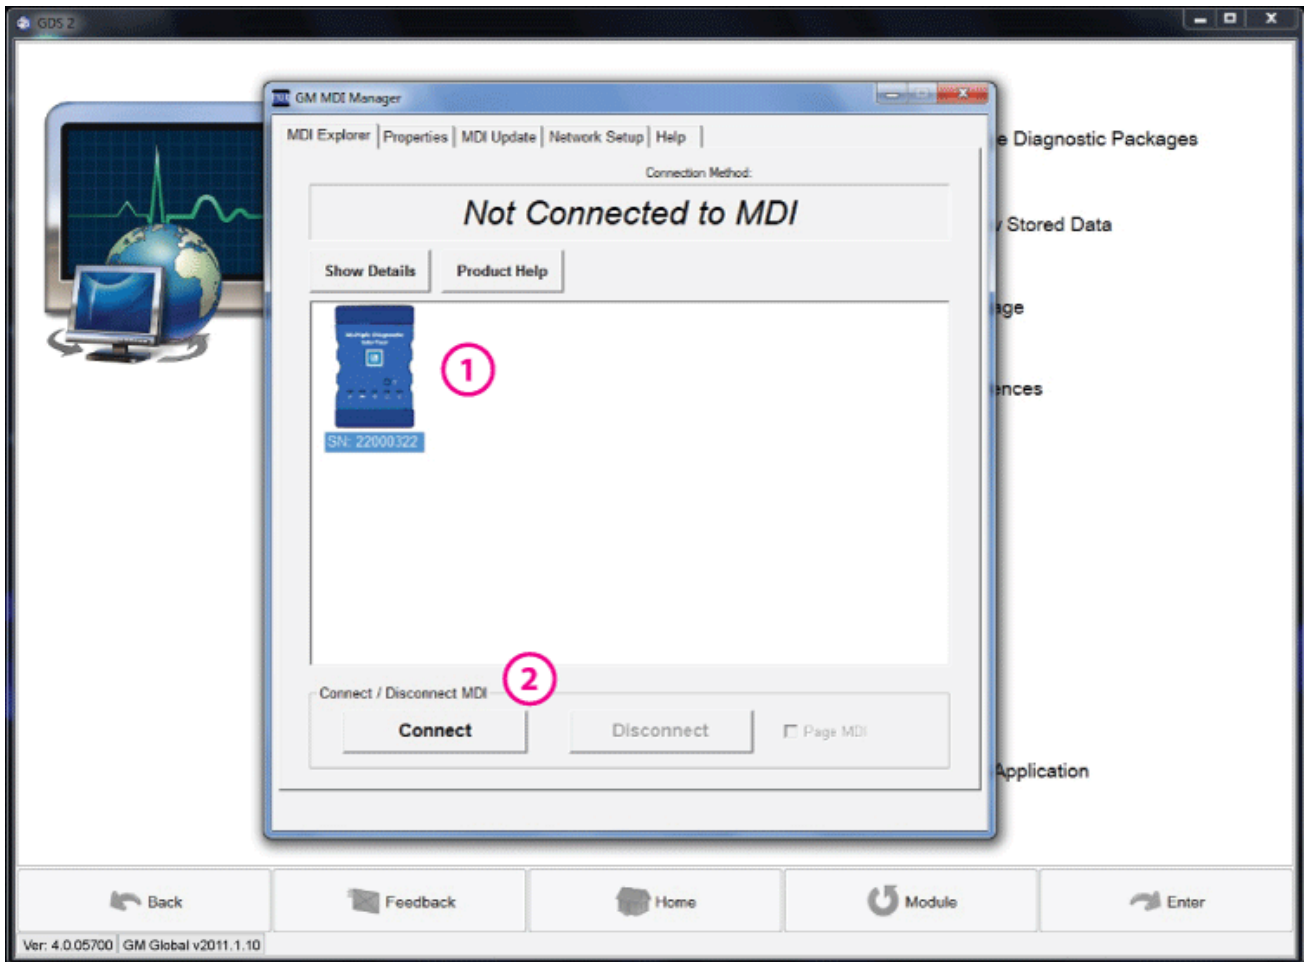 GDS 2
GM MDI Manager
MDI Explorer Properties MDI Update Network Setup Help
Connection Method:
Not Connected to MDI
Show Details Product Help
1
SN: 22000322
2
Connect / Disconnect MDI
Connect Disconnect Page MDI
e Diagnostic Packages
Stored Data
age
ences
Application
Back Feedback Home Module Enter
Ver: 4.0.05700 GM Global v2011.1.10